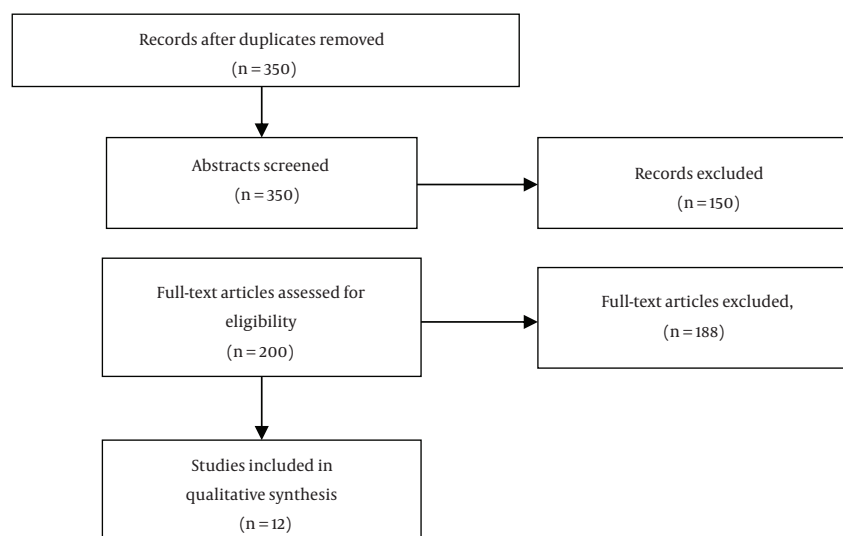 Records after duplicates removed
(n = 350)
Abstracts screened
(n = 350)
Records excluded
(n = 150)
Full-text articles assessed for
eligibility
(n = 200)
Full-text articles excluded,
(n = 188)
Studies included in
qualitative synthesis
(n = 12)